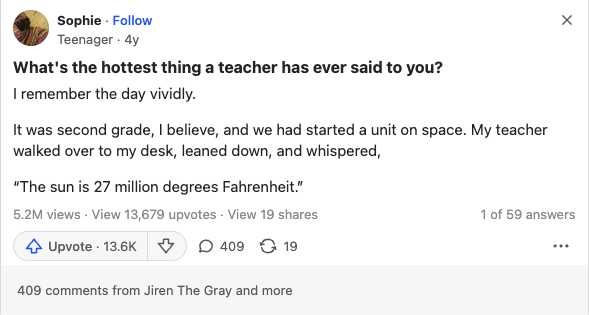 Sophie · Follow
Teenager · 4y
What's the hottest thing a teacher has ever said to you?
I remember the day vividly.
It was second grade, I believe, and we had started a unit on space. My teacher
walked over to my desk, leaned down, and whispered,
“The sun is 27 million degrees Fahrenheit.”
5.2M views · View 13,679 upvotes · View 19 shares
1 of 59 answers
Upvote · 13.6K
409
19
409 comments from Jiren The Gray and more